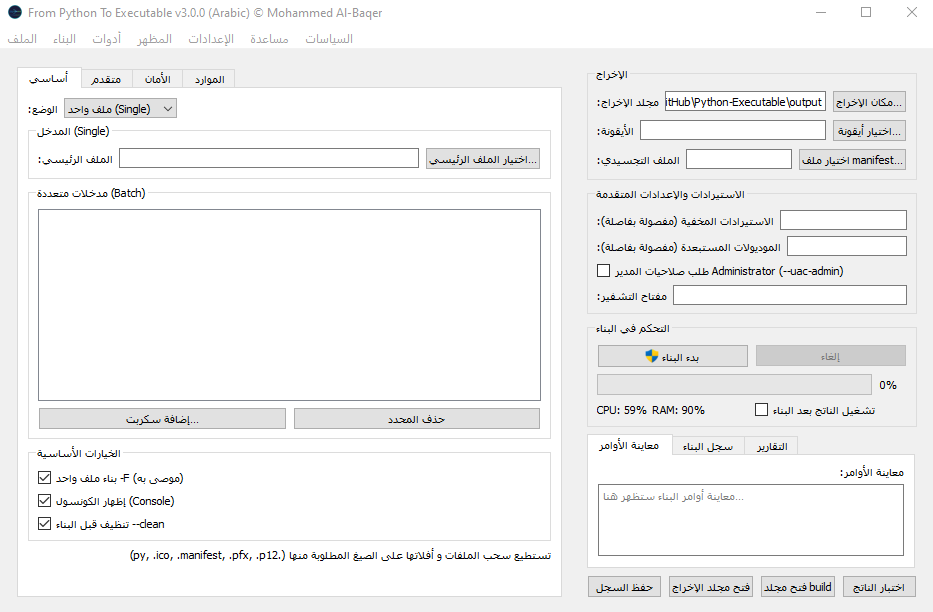 From Python To Executable v3.0.0 (Arabic) © Mohammed Al-Baqer
الملف البناء أدوات المظهر الإعدادات مساعدة السياسات
أساسي متقدم الأمان الموارد
الوضع: ملف واحد (Single)
المدخل (Single)
الملف الرئيسي: اختيار الملف الرئيسي...
مدخلات متعددة (Batch)
إضافة سكربت... حذف المحدد
الخيارات الأساسية
بناء ملف واحد -F (موصى به)
إظهار الكونسول (Console)
تنظيف قبل البناء --clean
تستطيع سحب الملفات و أفلاتها على الصيغ المطلوبة منها (.py, .ico, .manifest, .pfx, .p12)
الإخراج
مجلد الإخراج: itHub\Python-Executable\output مكان الإخراج...
الأيقونة: اختيار أيقونة...
الملف التجسيدي: اختيار ملف manifest...
الاستيرادات والإعدادات المتقدمة
الاستيرادات المخفية (مفصولة بفاصلة):
الموديولات المستبعدة (مفصولة بفاصلة):
طلب صلاحيات المدير Administrator (--uac-admin)
مفتاح التشفير:
التحكم في البناء
بدء البناء إلغاء
0%
CPU: 59% RAM: 90% تشغيل الناتج بعد البناء
معاينة الأوامر سجل البناء التقارير
معاينة الأوامر:
معاينة أوامر البناء ستظهر هنا...
حفظ السجل فتح مجلد الإخراج فتح مجلد build اختبار الناتج